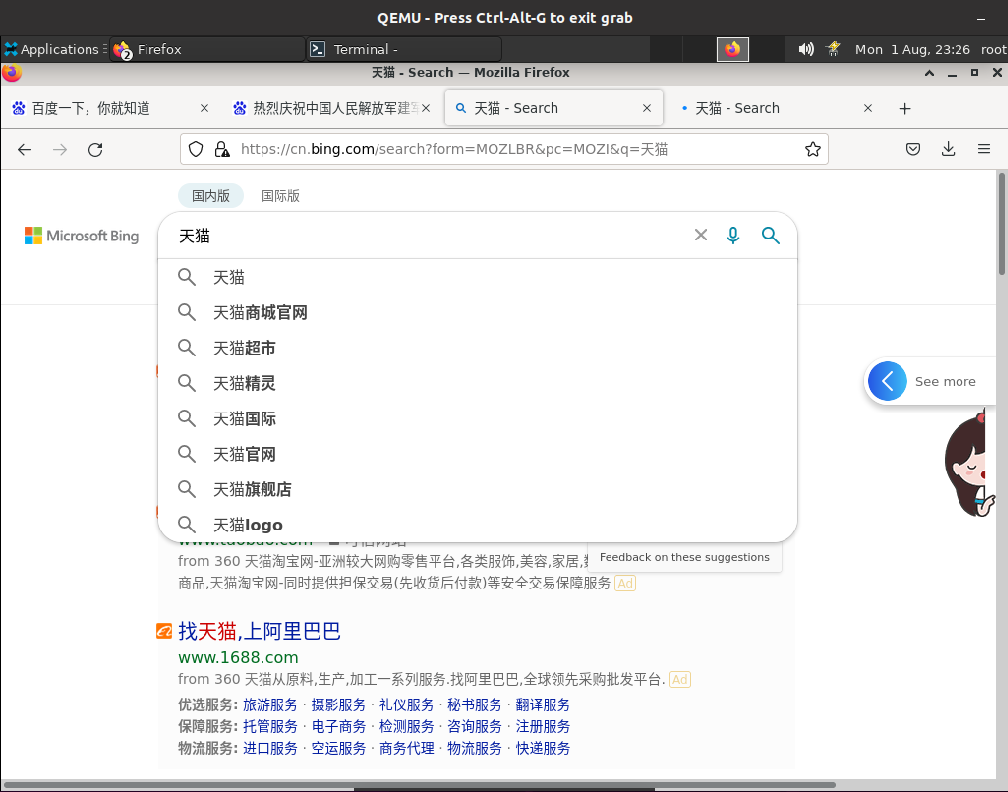 QEMU - Press Ctrl-Alt-G to exit grab
Applications
2 Firefox
Terminal -
Mon 1 Aug, 23:26 root
天猫 - Search — Mozilla Firefox
百度一下，你就知道
热烈庆祝中国人民解放军建军
天猫 - Search
天猫 - Search
https://cn.bing.com/search?form=MOZLBR&pc=MOZI&q=天猫
国内版 国际版
Microsoft Bing
天猫
天猫
天猫商城官网
天猫超市
天猫精灵
天猫国际
天猫官网
天猫旗舰店
天猫logo
See more
www.taobao.com
Feedback on these suggestions
from 360 天猫淘宝网-亚洲较大网购零售平台,各类服饰,美容,家居,
商品,天猫淘宝网-同时提供担保交易(先收货后付款)等安全交易保障服务 Ad
找天猫,上阿里巴巴
www.1688.com
from 360 天猫从原料,生产,加工一系列服务.找阿里巴巴,全球领先采购批发平台. Ad
优选服务: 旅游服务 · 摄影服务 · 礼仪服务 · 秘书服务 · 翻译服务
保障服务: 托管服务 · 电子商务 · 检测服务 · 咨询服务 · 注册服务
物流服务: 进口服务 · 空运服务 · 商务代理 · 物流服务 · 快递服务